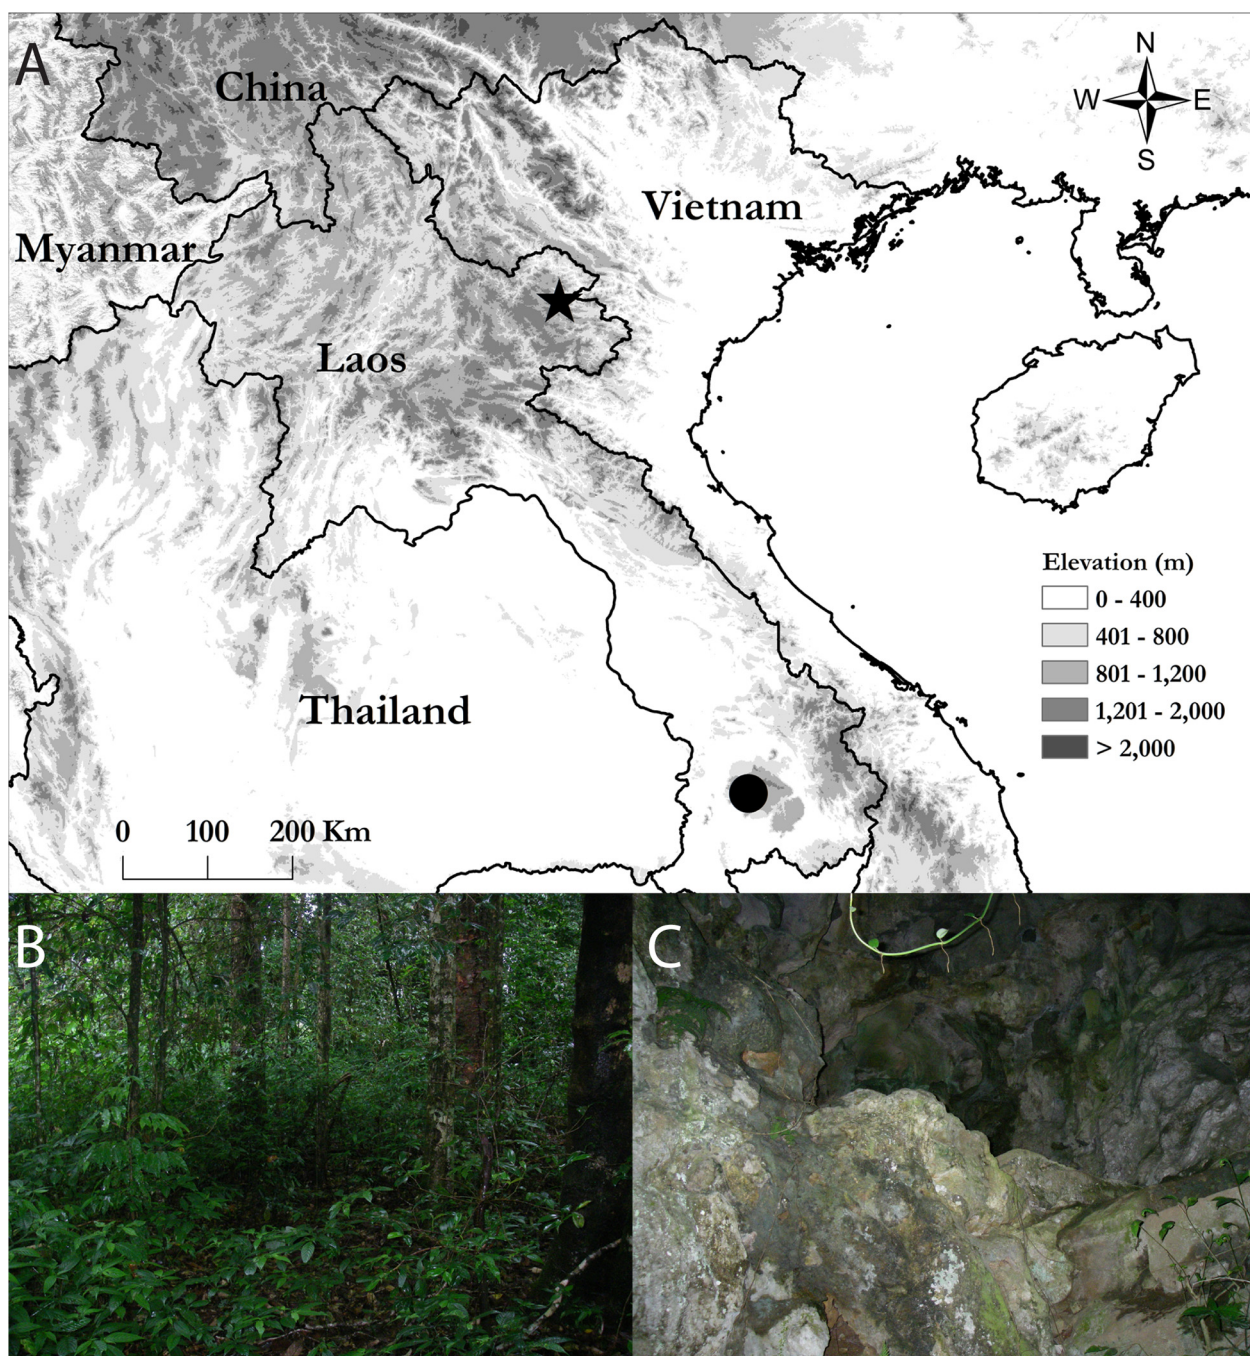 A
China
N
W
E
S
Vietnam
Myanmar
Laos
Elevation (m)
0 - 400
401 - 800
801 - 1,200
1,201 - 2,000
> 2,000
Thailand
0 100 200 Km
B
C